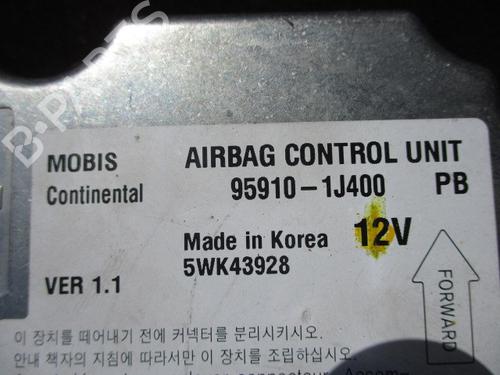 B-PARTS
MOBIS
AIRBAG CONTROL UNIT
Continental
95910-1J400 PB
Made in Korea 12V
5WK43928
VER 1.1
FORWARD
이 장치를 떼어내기 전에 커넥터를 분리시키시오.
안내 책자의 지침에 따라서만 이 장치를 조립하십시오